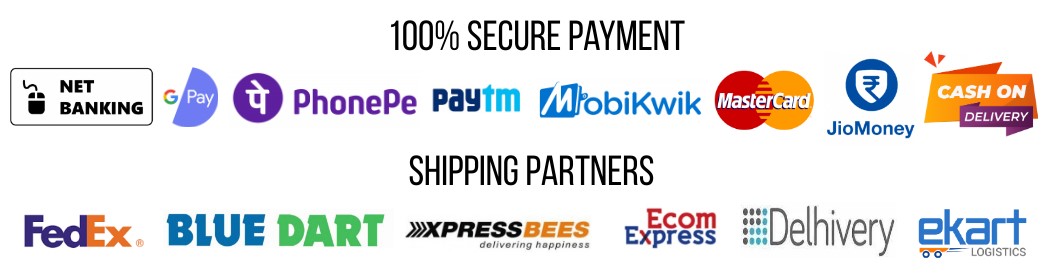 100% SECURE PAYMENT
NET
BANKING
G Pay
पे PhonePe
paytm
MobiKwik
MasterCard
₹
JioMoney
CASH ON
DELIVERY
SHIPPING PARTNERS
FedEx®
BLUE DART
XPRESSBEES
delivering happiness
Ecom
Express
Delhivery
ekart
LOGISTICS